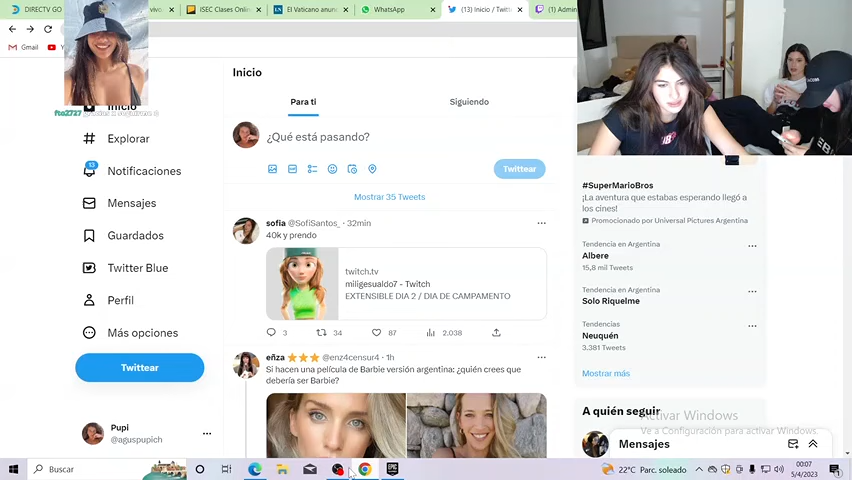 DIRECTV GO
ISEC Clases Onlin
El Vaticano anunc
WhatsApp
(13) Inicio / Twitt
(1) Admin
Gmail
Inicio
Para ti
Siguiendo
Inicio
fto2727
Explorar
¿Qué está pasando?
13
Notificaciones
Twittear
Mensajes
Mostrar 35 Tweets
#SuperMarioBros
¡La aventura que estabas esperando llegó a
los cines!
Promocionado por Universal Pictures Argentina
Guardados
sofia @SofiSantos_ · 32min
40k y prendo
Tendencia en Argentina
Albere
15,8 mil Tweets
Twitter Blue
twitch.tv
miligesualdo7 - Twitch
EXTENSIBLE DIA 2 / DIA DE CAMPAMENTO
Tendencia en Argentina
Solo Riquelme
Perfil
Tendencias
Neuquén
3.381 Tweets
Más opciones
3 34 87 2.038
Twittear
eñza @enz4censur4 · 1h
Si hacen una película de Barbie versión argentina: ¿quién crees que
debería ser Barbie?
Mostrar más
A quién seguir
Activar Windows
Ve a Configuración para activar Windows.
Pupi
@aguspupich
Mensajes
Buscar
EPIC
22°C Parc. soleado
00:07
5/4/2023